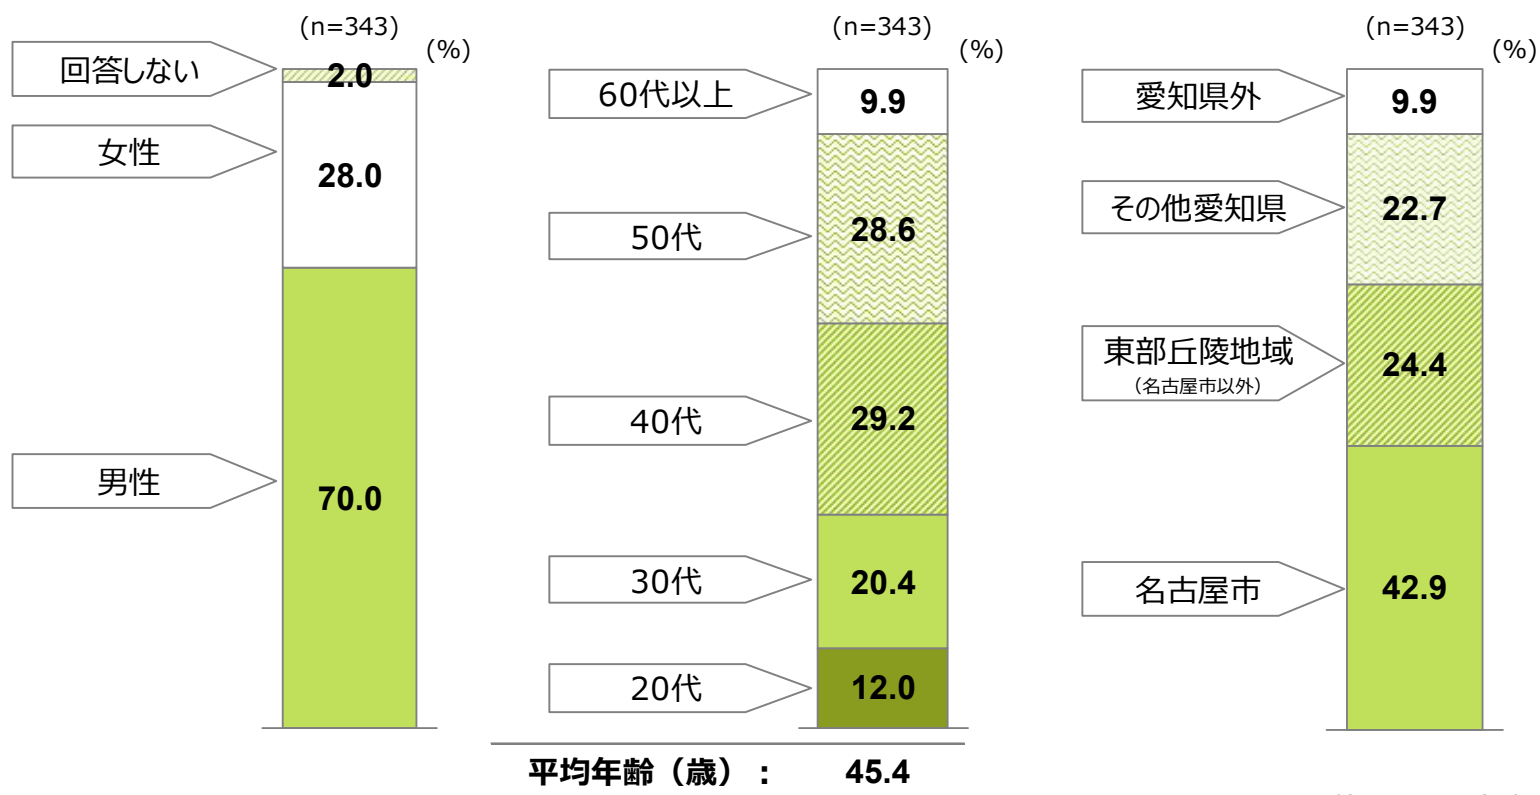 (n=343)
(%)
回答しない
2.0
女性
28.0
男性
70.0
(n=343)
(%)
60代以上
9.9
50代
28.6
40代
29.2
30代
20.4
20代
12.0
平均年齢（歳）： 45.4
(n=343)
(%)
愛知県外
9.9
その他愛知県
22.7
東部丘陵地域
（名古屋市以外）
24.4
名古屋市
42.9